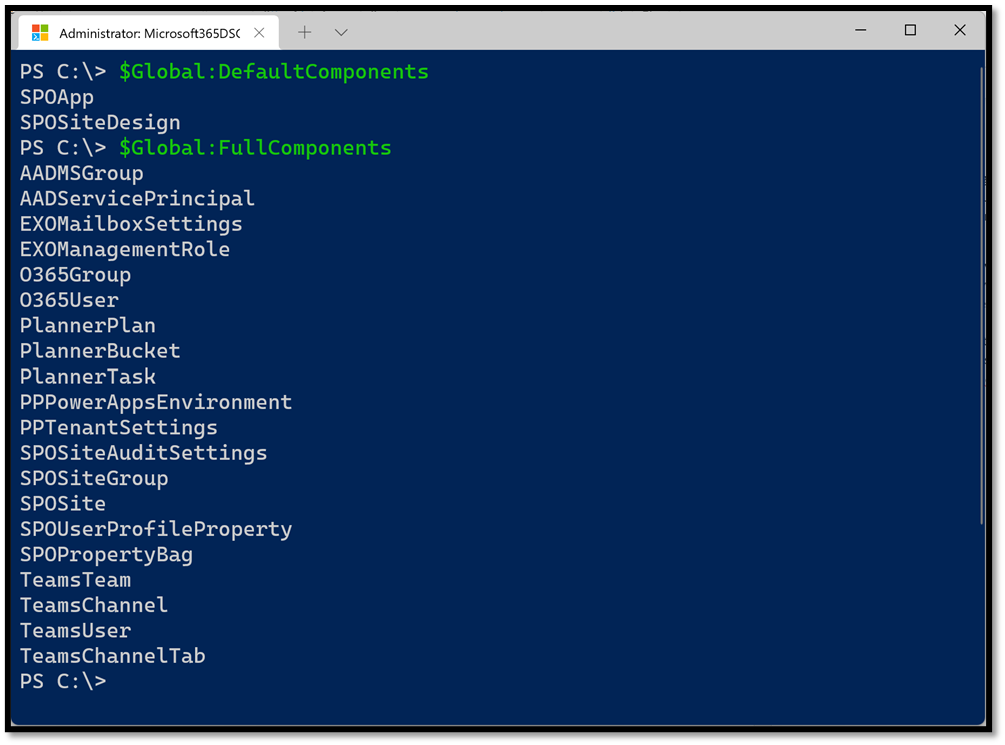 Administrator: Microsoft365DSC
PS C:\> $Global:DefaultComponents
SPOApp
SPOSiteDesign
PS C:\> $Global:FullComponents
AADMSGroup
AADServicePrincipal
EXOMailboxSettings
EXOManagementRole
O365Group
O365User
PlannerPlan
PlannerBucket
PlannerTask
PPPowerAppsEnvironment
PPTenantSettings
SPOSiteAuditSettings
SPOSiteGroup
SPOSite
SPOUserProfileProperty
SPOPropertyBag
TeamsTeam
TeamsChannel
TeamsUser
TeamsChannelTab
PS C:\>